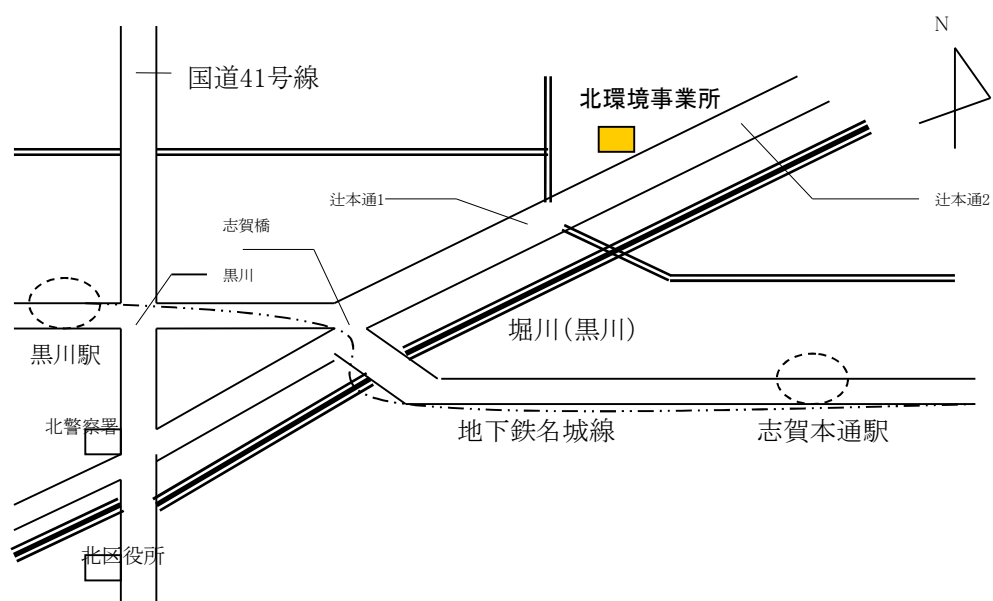 N
国道41号線
北環境事業所
辻本通1
辻本通2
志賀橋
黒川
堀川(黒川)
黒川駅
北警察署
地下鉄名城線
志賀本通駅
北区役所